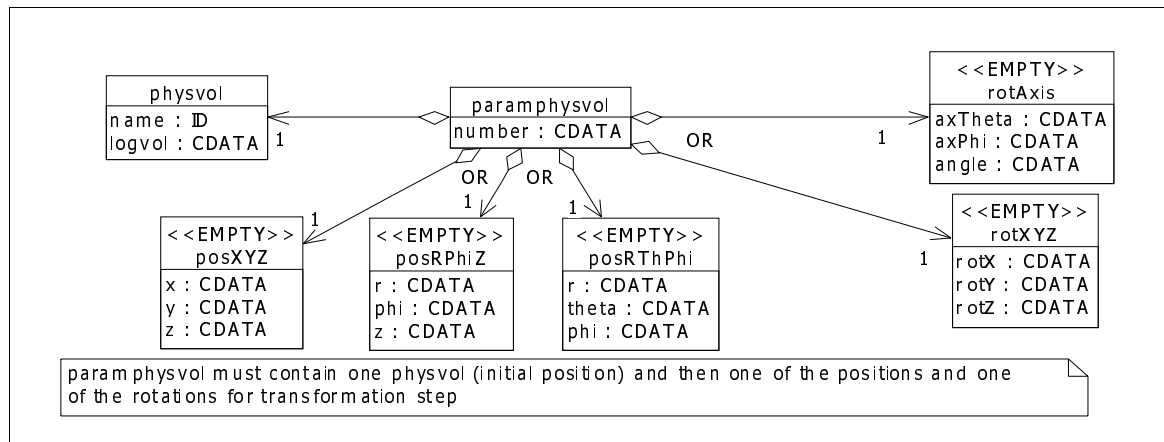 physvol
name : ID
logvol : CDATA
1
paramphysvol
number : CDATA
<<EMPTY>>
rotAxis
axTheta : CDATA
axPhi : CDATA
angle : CDATA
1
OR
OR
OR
<<EMPTY>>
rotXYZ
rotX : CDATA
rotY : CDATA
rotZ : CDATA
1
1
<<EMPTY>>
posXYZ
x : CDATA
y : CDATA
z : CDATA
1
<<EMPTY>>
posRPhiZ
r : CDATA
phi : CDATA
z : CDATA
1
<<EMPTY>>
posRThPhi
r : CDATA
theta : CDATA
phi : CDATA
paramphysvol must contain one physvol (initial position) and then one of the positions and one
of the rotations for transformation step